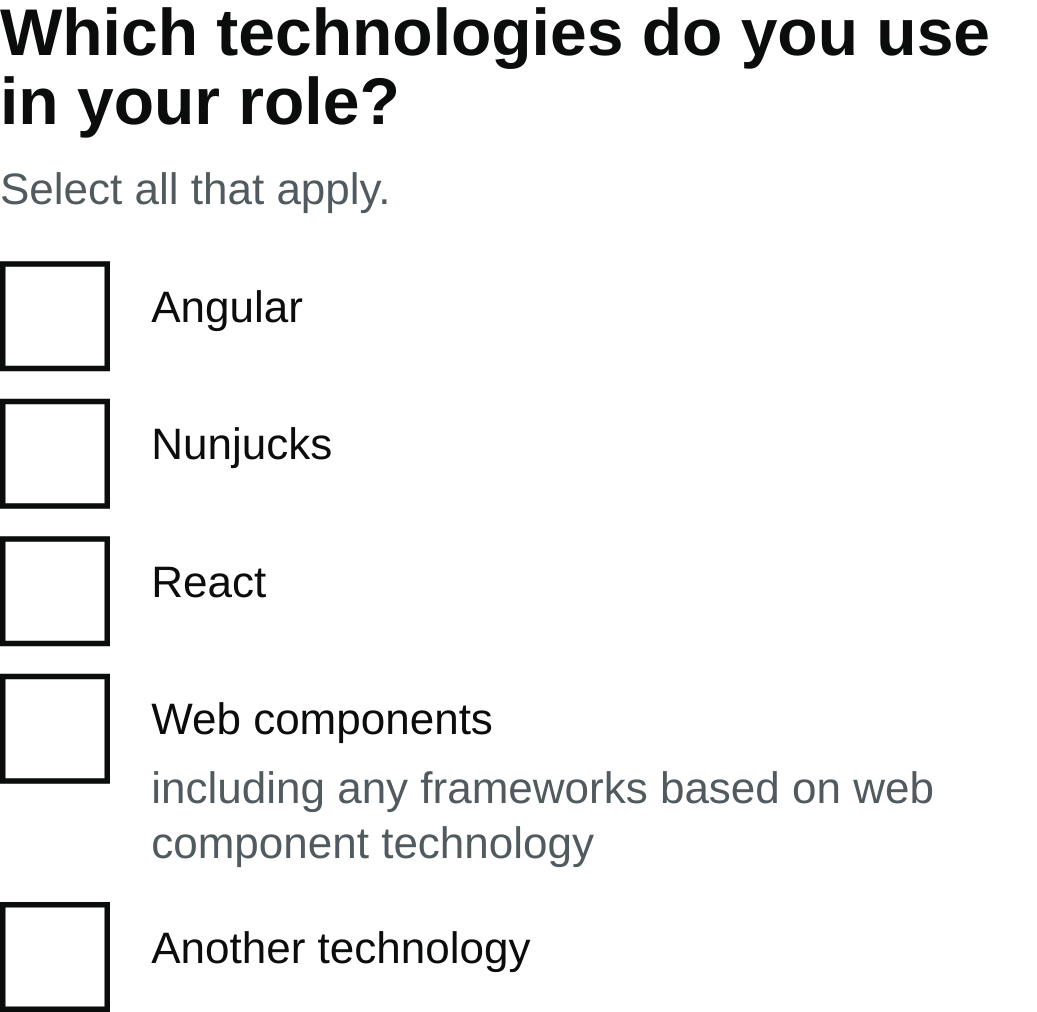 Which technologies do you use
in your role?
Select all that apply.
Angular
Nunjucks
React
Web components
including any frameworks based on web
component technology
Another technology